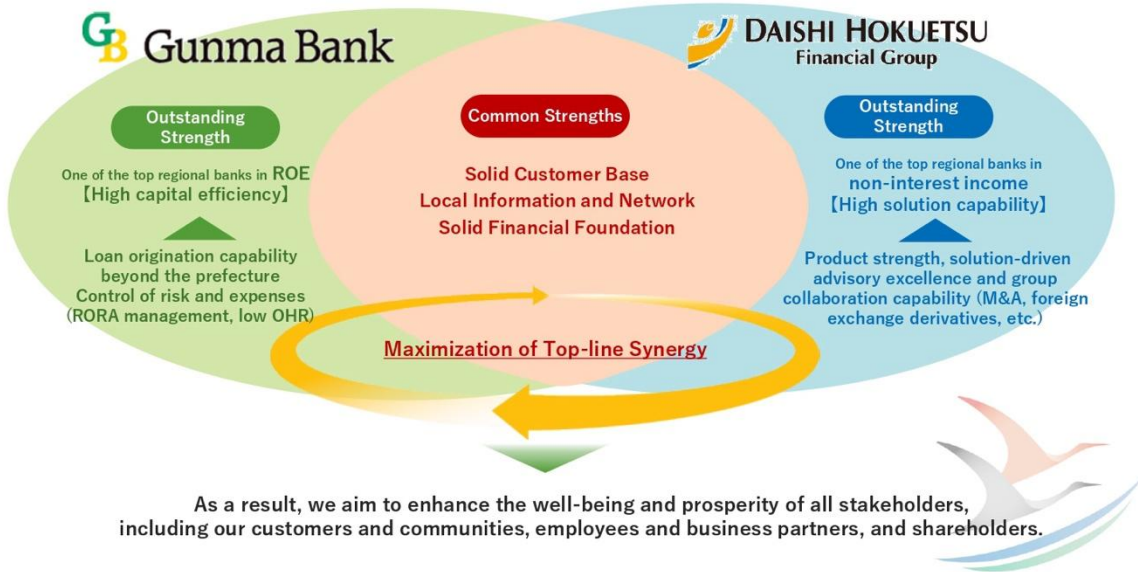 GB Gunma Bank
DAISHI HOKUETSU
Financial Group
Outstanding
Strength
One of the top regional banks in ROE
【High capital efficiency】
Loan origination capability
beyond the prefecture
Control of risk and expenses
(RORA management, low OHR)
Common Strengths
Solid Customer Base
Local Information and Network
Solid Financial Foundation
Outstanding
Strength
One of the top regional banks in
non-interest income
【High solution capability】
Product strength, solution-driven
advisory excellence and group
collaboration capability (M&A, foreign
exchange derivatives, etc.)
Maximization of Top-line Synergy
As a result, we aim to enhance the well-being and prosperity of all stakeholders,
including our customers and communities, employees and business partners, and shareholders.